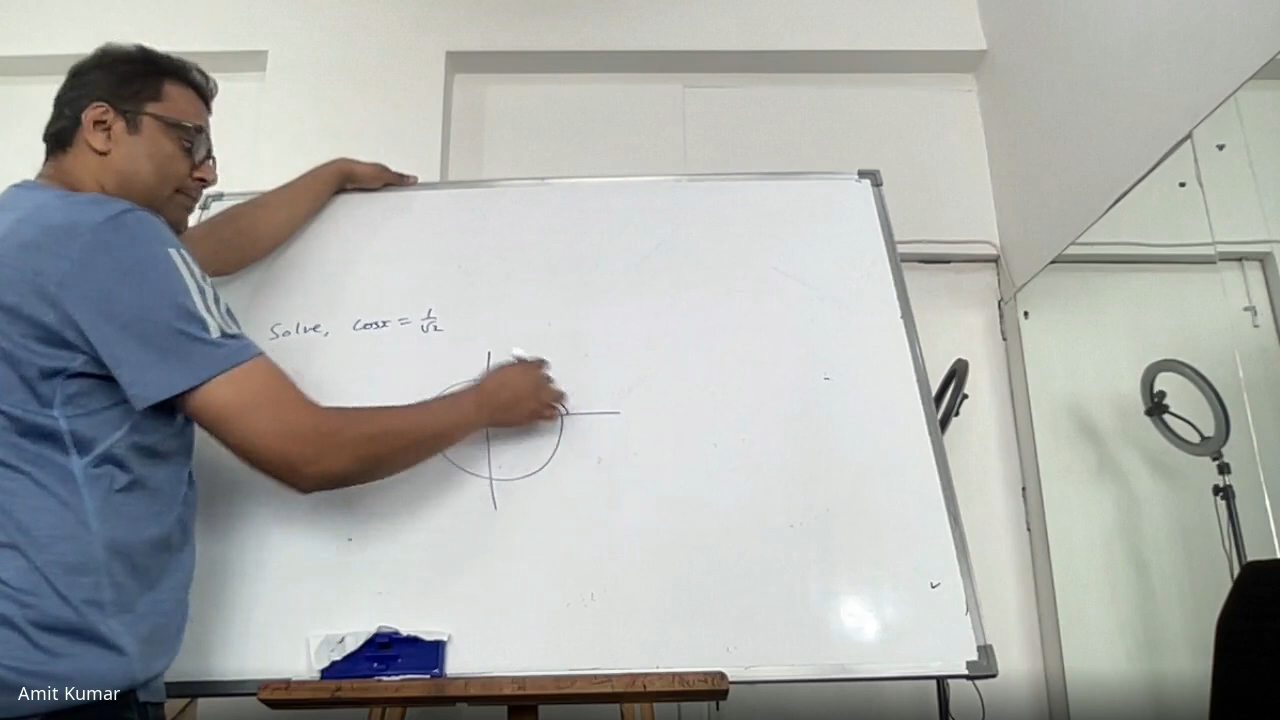 Solve, cosx = 1/√2
Amit Kumar